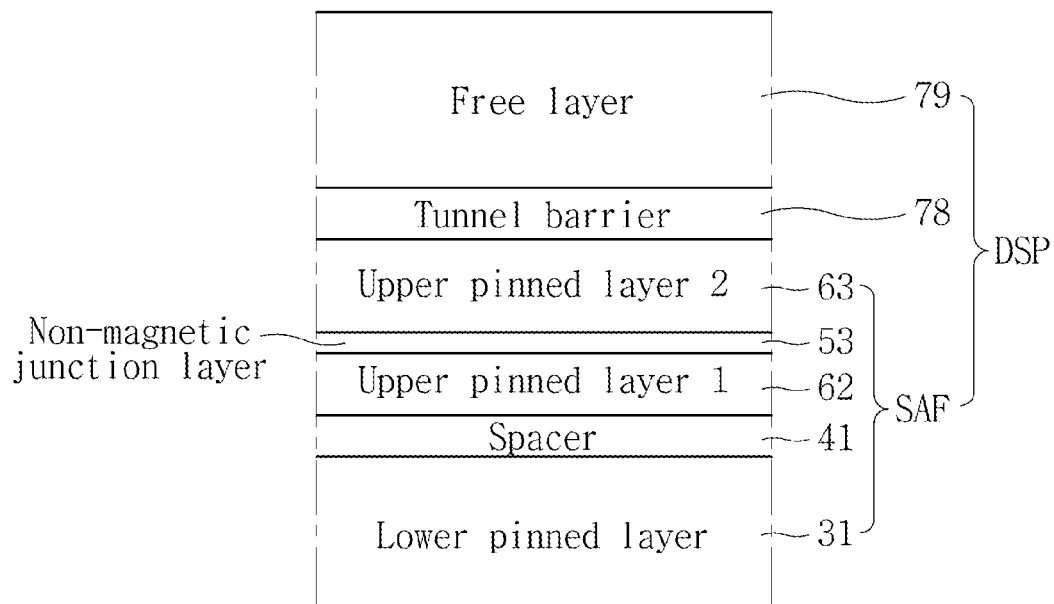 Free layer
79
Tunnel barrier
78
DSP
Upper pinned layer 2
63
Non-magnetic
junction layer
53
Upper pinned layer 1
62
SAF
Spacer
41
Lower pinned layer
31